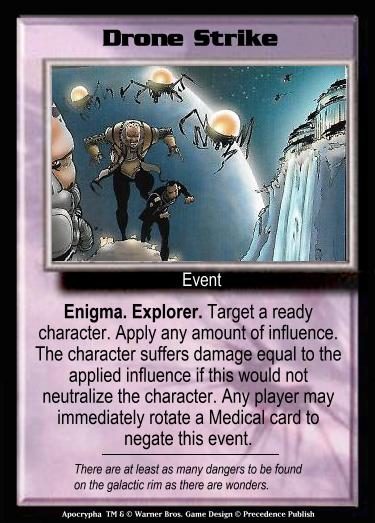 Drone Strike
Event
Enigma. Explorer. Target a ready
character. Apply any amount of influence.
The character suffers damage equal to the
applied influence if this would not
neutralize the character. Any player may
immediately rotate a Medical card to
negate this event.
There are at least as many dangers to be found
on the galactic rim as there are wonders.
Apocrypha TM & © Warner Bros. Game Design © Precedence Publish